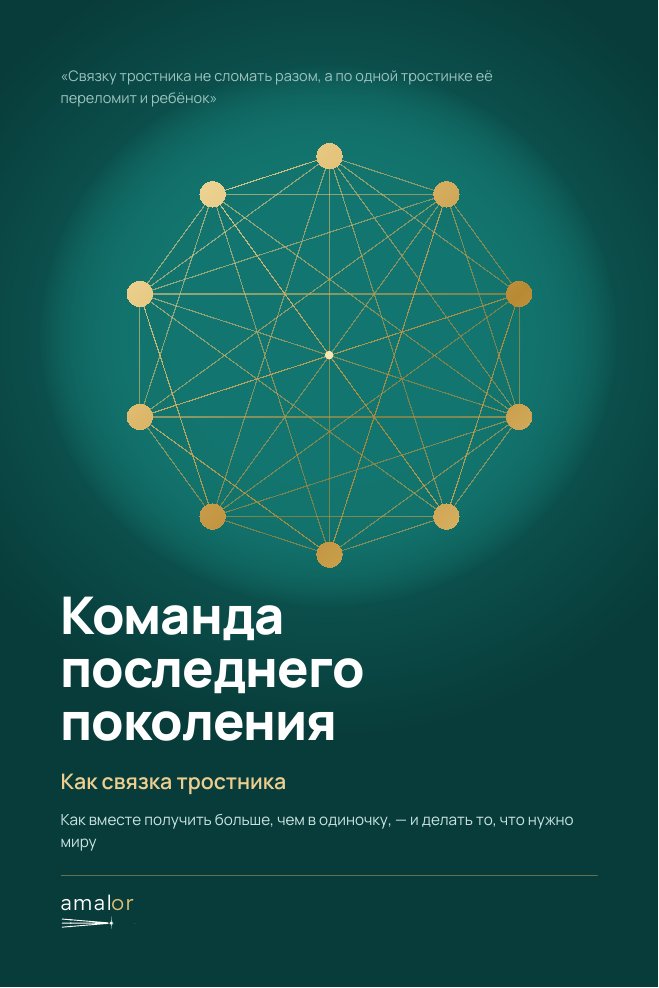 «Связку тростника не сломать разом, а по одной тростинке её
переломит и ребёнок»
Команда
последнего
поколения
Как связка тростника
Как вместе получить больше, чем в одиночку, — и делать то, что нужно
миру
amalor